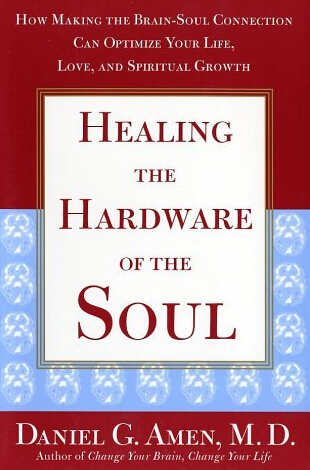 How Making the Brain-Soul Connection
Can Optimize Your Life,
Love, and Spiritual Growth
Healing
the
Hardware
of the
Soul
Daniel G. Amen, M.D.
Author of Change Your Brain, Change Your Life